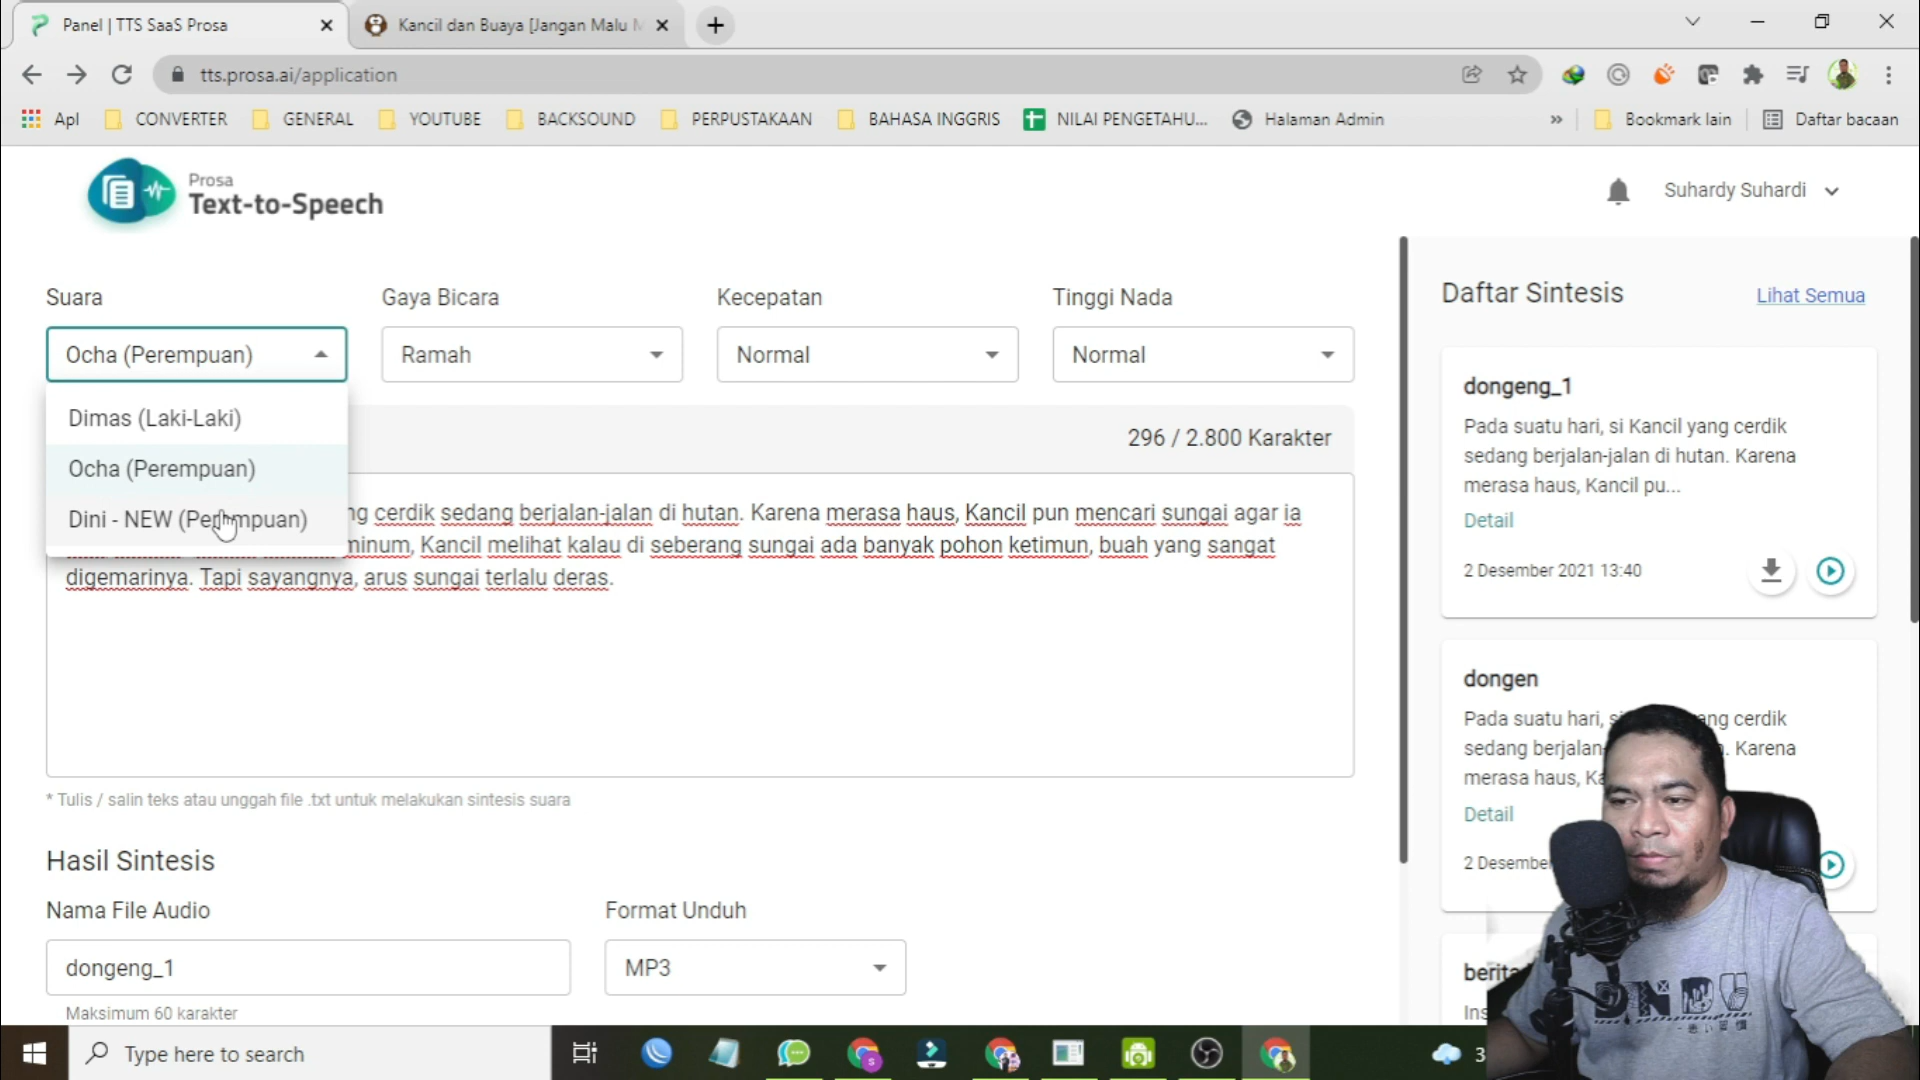 Panel | TTS SaaS Prosa
Kancil dan Buaya [Jangan Malu M
tts.prosa.ai/application
Apl
CONVERTER
GENERAL
YOUTUBE
BACKSOUND
PERPUSTAKAAN
BAHASA INGGRIS
NILAI PENGETAHU...
Halaman Admin
»
Bookmark lain
Daftar bacaan
Prosa
Text-to-Speech
Suhardy Suhardi
Suara
Gaya Bicara
Kecepatan
Tinggi Nada
Ocha (Perempuan)
Ramah
Normal
Normal
Dimas (Laki-Laki)
Ocha (Perempuan)
Dini - NEW (Perempuan)
296 / 2.800 Karakter
ng cerdik sedang berjalan-jalan di hutan. Karena merasa haus, Kancil pun mencari sungai agar ia
minum, Kancil melihat kalau di seberang sungai ada banyak pohon ketimun, buah yang sangat
digemarinya. Tapi sayangnya, arus sungai terlalu deras.
* Tulis / salin teks atau unggah file .txt untuk melakukan sintesis suara
Hasil Sintesis
Nama File Audio
Format Unduh
dongeng_1
MP3
Maksimum 60 karakter
Daftar Sintesis
Lihat Semua
dongeng_1
Pada suatu hari, si Kancil yang cerdik
sedang berjalan-jalan di hutan. Karena
merasa haus, Kancil pu...
Detail
2 Desember 2021 13:40
dongen
Pada suatu hari, ang cerdik
sedang berjalan- . Karena
merasa haus,
Detail
2
Type here to search